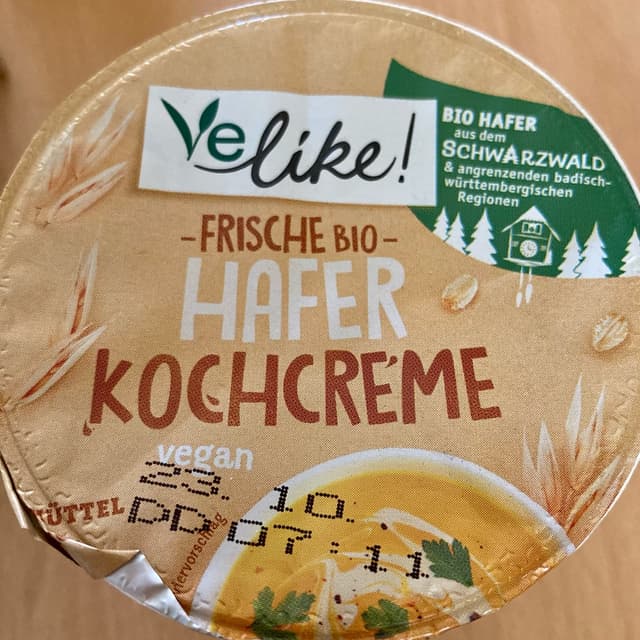 Velike!
BIO HAFER
aus dem
SCHWARZWALD
& angrenzenden badisch-
württembergischen
Regionen
-FRISCHE BIO-
HAFER
KOCHCREME
vegan
23. 10.
DD 07:11